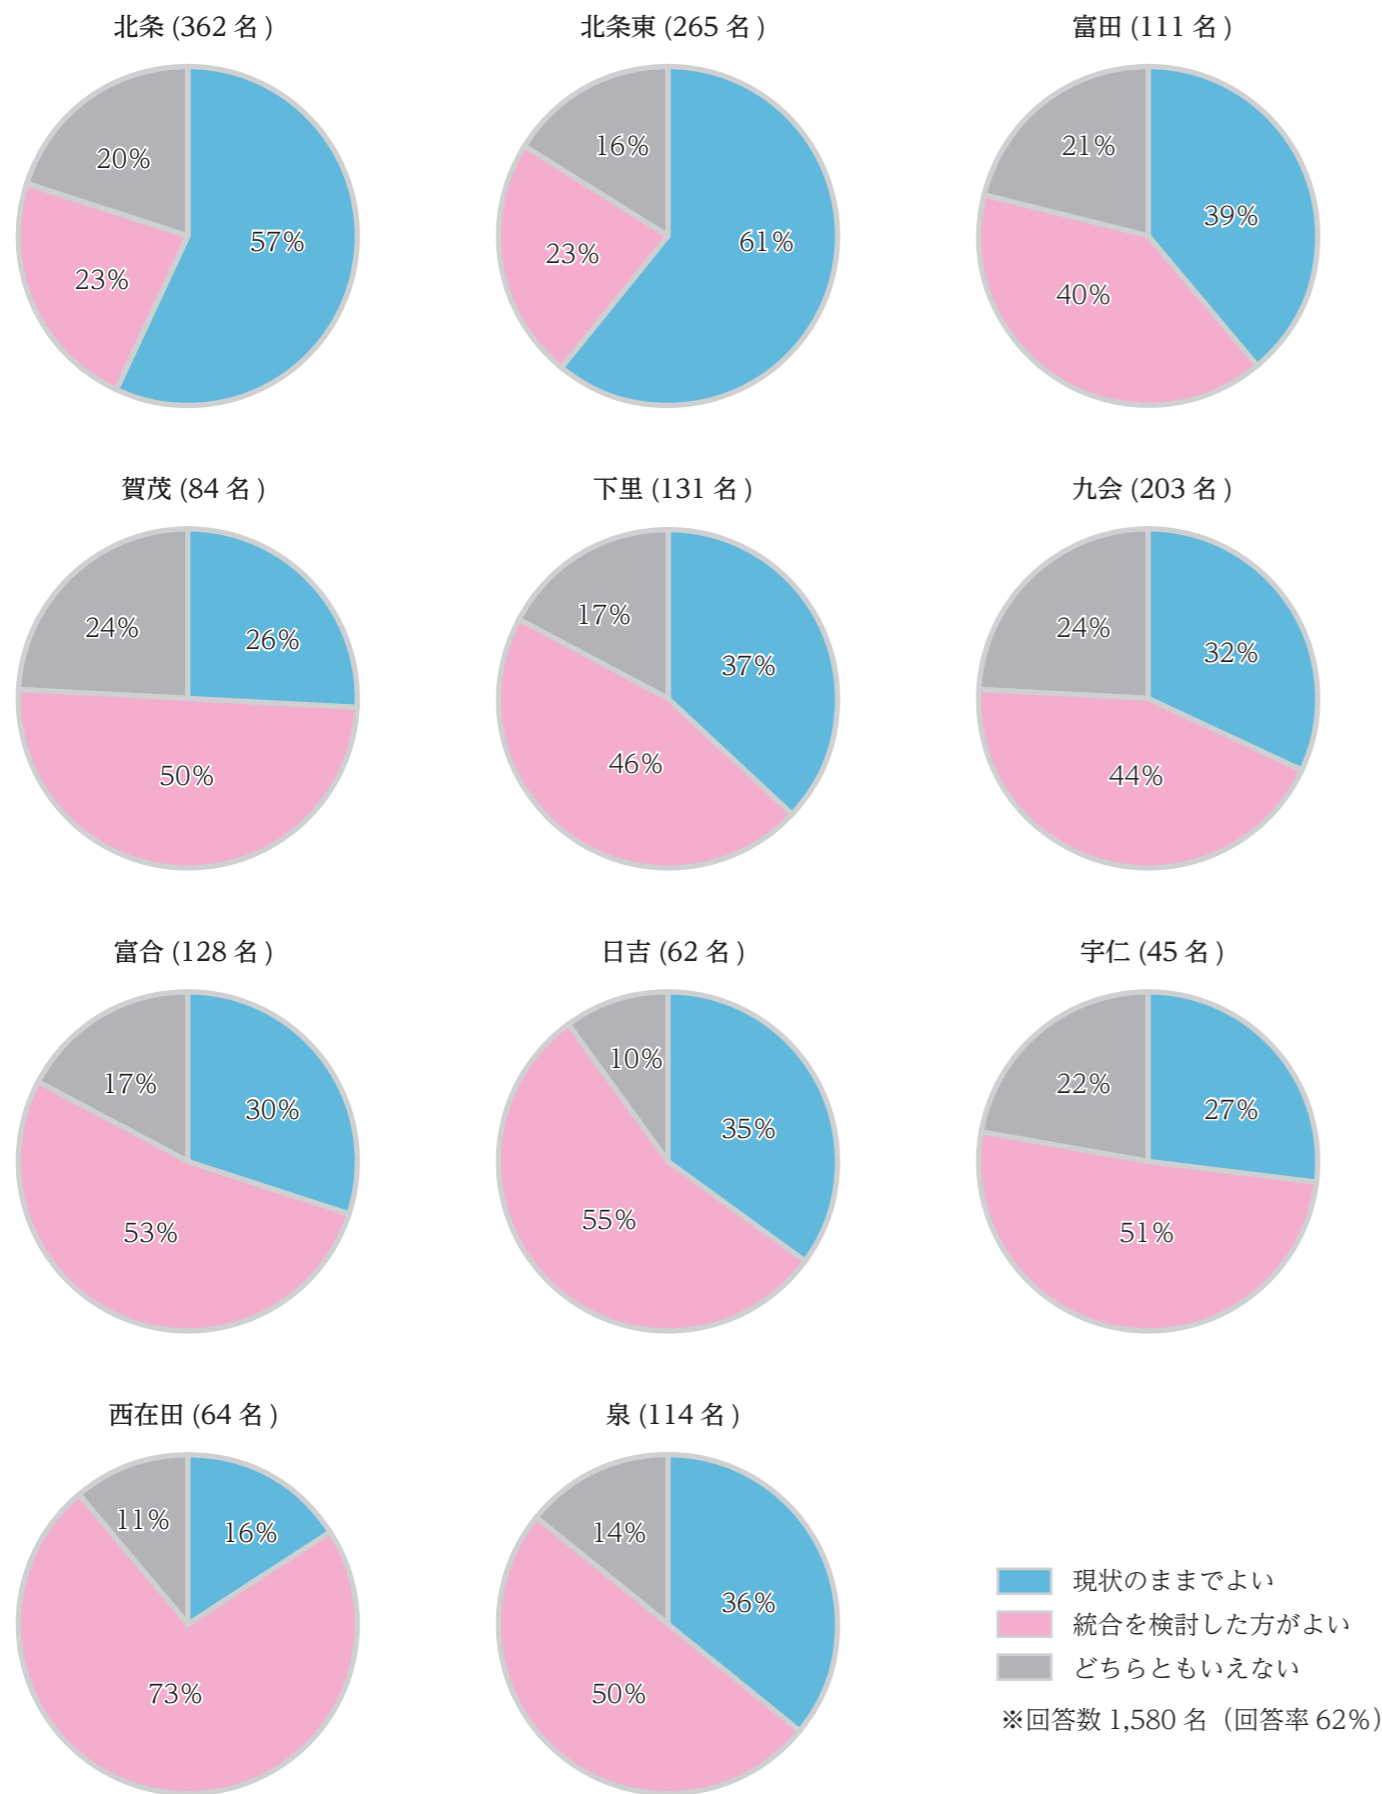 北条 (362 名 )
20%
57%
23%
北条東 (265 名 )
16%
61%
23%
富田 (111 名 )
21%
39%
40%
賀茂 (84 名 )
24%
26%
50%
下里 (131 名 )
17%
37%
46%
九会 (203 名 )
24%
32%
44%
富合 (128 名 )
17%
30%
53%
日吉 (62 名 )
10%
35%
55%
宇仁 (45 名 )
22%
27%
51%
西在田 (64 名 )
11%
16%
73%
泉 (114 名 )
14%
36%
50%
現状のままでよい
統合を検討した方がよい
どちらともいえない
※回答数 1,580 名（回答率 62%）